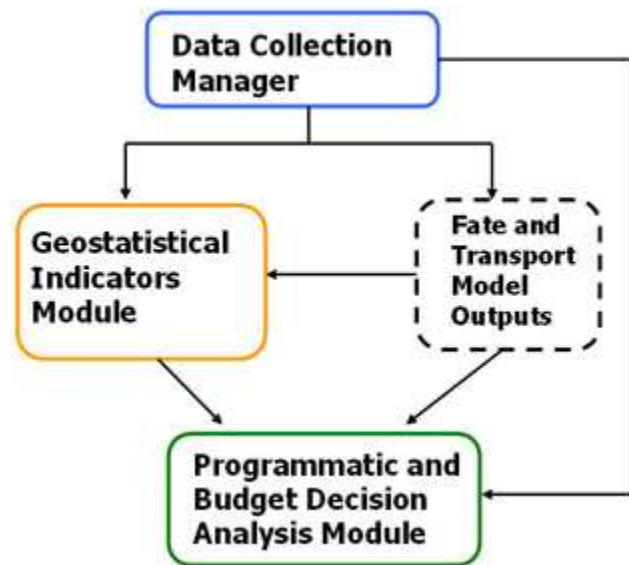 Data Collection
Manager
Geostatistical
Indicators
Module
Fate and
Transport
Model
Outputs
Programmatic and
Budget Decision
Analysis Module